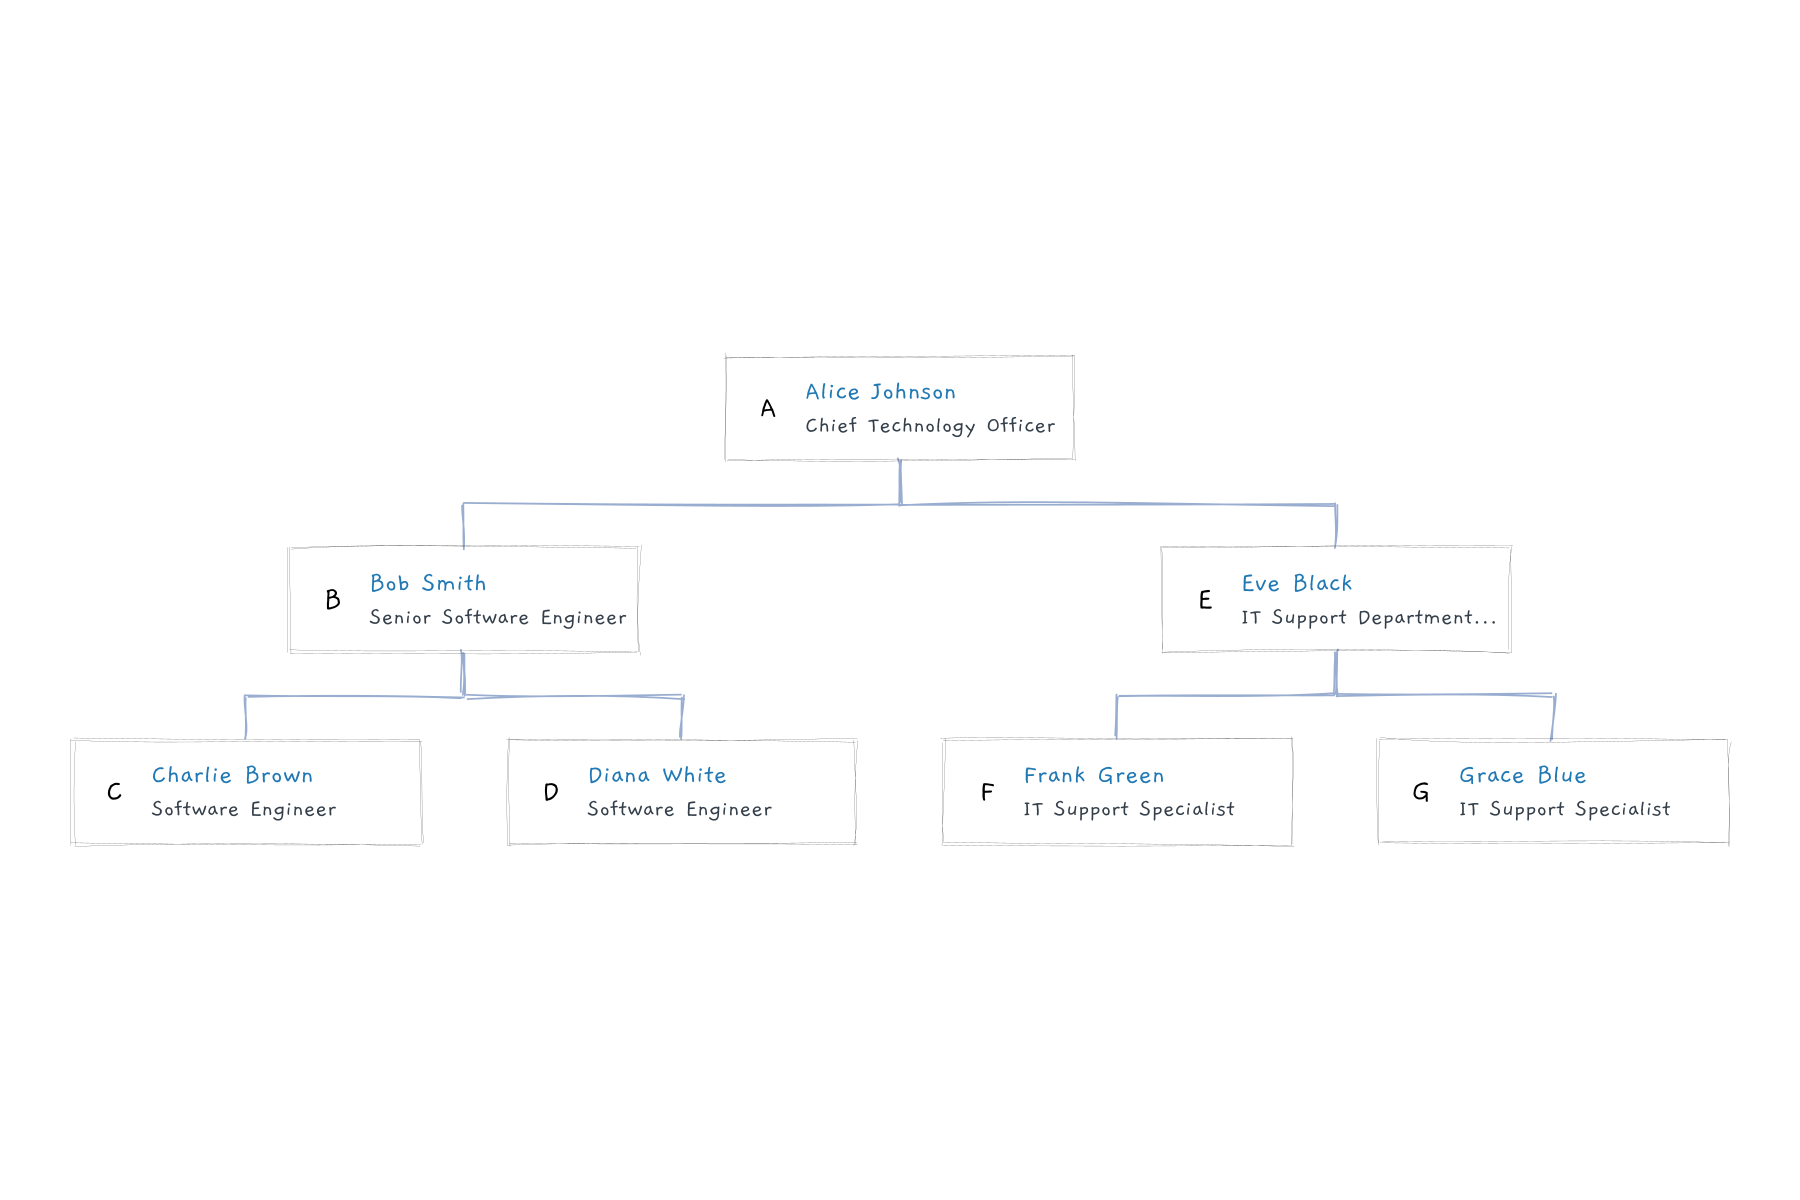 A
Alice Johnson
Chief Technology Officer
B
Bob Smith
Senior Software Engineer
E
Eve Black
IT Support Department...
C
Charlie Brown
Software Engineer
D
Diana White
Software Engineer
F
Frank Green
IT Support Specialist
G
Grace Blue
IT Support Specialist